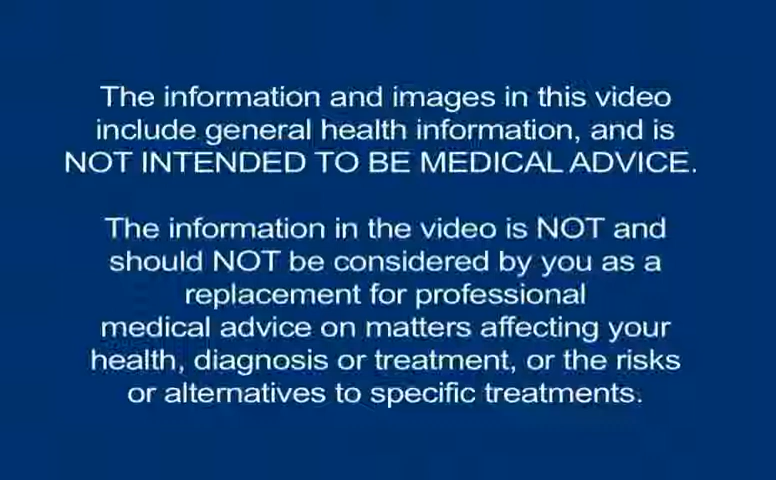 The information and images in this video
include general health information, and is
NOT INTENDED TO BE MEDICAL ADVICE.
The information in the video is NOT and
should NOT be considered by you as a
replacement for professional
medical advice on matters affecting your
health, diagnosis or treatment, or the risks
or alternatives to specific treatments.